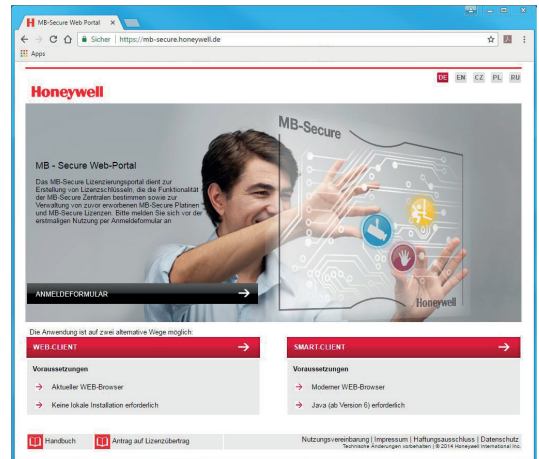 MB-Secure Web Portal
Sicher | https://mb-secure.honeywell.de
Apps
DE EN CZ PL RU
Honeywell
MB-Secure
MB - Secure Web-Portal
Das MB-Secure Lizenzierungsportal dient zur
Erstellung von Lizenzschlüsseln, die die Funktionalität
der MB-Secure Zentralen bestimmen sowie zur
Verwaltung von zuvor erworbenen MB-Secure Platinen
und MB-Secure Lizenzen. Bitte melden Sie sich vor der
erstmaligen Nutzung per Anmeldeformular an
ANMELDEFORMULAR
Honeywell
Die Anwendung ist auf zwei alternative Wege möglich:
WEB-CLIENT
Voraussetzungen
Aktueller WEB-Browser
Keine lokale Installation erforderlich
SMART-CLIENT
Voraussetzungen
Moderner WEB-Browser
Java (ab Version 6) erforderlich
Handbuch
Antrag auf Lizenzübertrag
Nutzungsvereinbarung | Impressum | Haftungsausschluss | Datenschutz
Technische Änderungen vorbehalten | © 2014 Honeywell International Inc.